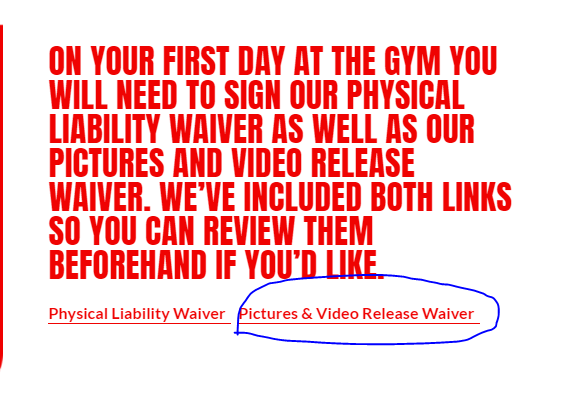 ON YOUR FIRST DAY AT THE GYM YOU
WILL NEED TO SIGN OUR PHYSICAL
LIABILITY WAIVER AS WELL AS OUR
PICTURES AND VIDEO RELEASE
WAIVER. WE’VE INCLUDED BOTH LINKS
SO YOU CAN REVIEW THEM
BEFOREHAND IF YOU’D LIKE.
Physical Liability Waiver Pictures & Video Release Waiver